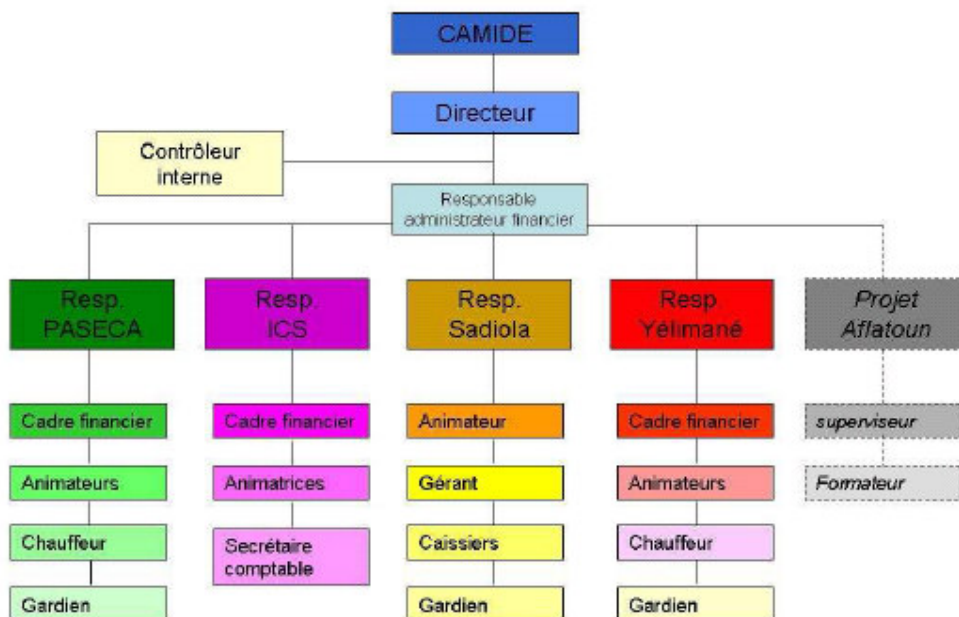 CAMIDE
Directeur
Contrôleur
interne
Responsable
administrateur financier
Resp.
PASECA
Cadre financier
Animateurs
Chauffeur
Gardien
Resp.
ICS
Cadre financier
Animatrices
Secrétaire
comptable
Resp.
Sadiola
Animateur
Gérant
Caissiers
Gardien
Resp.
Yélimané
Cadre financier
Animateurs
Chauffeur
Gardien
Projet
Aflatoun
superviseur
Formateur